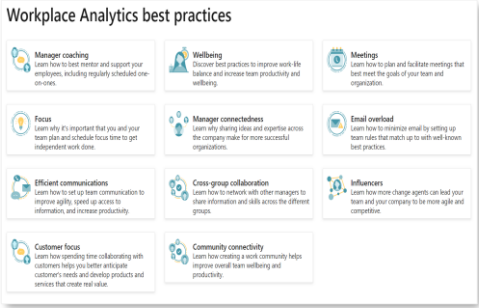 Workplace Analytics best practices
Manager coaching
Learn how to best mentor and support your
employees, including regularly scheduled one-
on-ones.
Wellbeing
Discover best practices to improve work-life
balance and increase team productivity and
wellbeing.
Meetings
Learn how to plan and facilitate meetings that
best meet the goals of your team and
organization.
Focus
Learn why it's important that you and your
team plan and schedule focus time to get
independent work done.
Manager connectedness
Learn why sharing ideas and expertise across
the company make for more successful
organizations.
Email overload
Learn how to minimize email by setting up
team rules that match up to with well-known
best practices.
Efficient communications
Learn how to set up team communication to
improve agility, speed up access to
information, and increase productivity.
Cross-group collaboration
Learn how to network with other managers to
share information and skills across the different
groups.
Influencers
Learn how more change agents can lead your
team and your company to be more agile and
competitive.
Customer focus
Learn how spending time collaborating with
customers helps you better anticipate
customer's needs and develop products and
services that create real value.
Community connectivity
Learn how creating a work community helps
improve overall team wellbeing and
productivity.